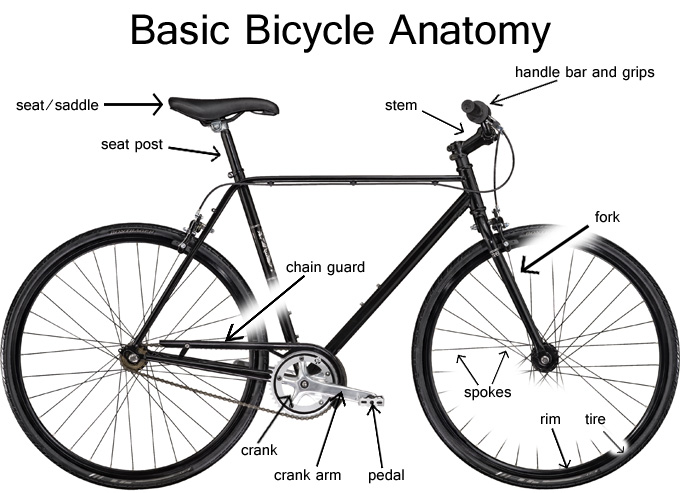 Basic Bicycle Anatomy
handle bar and grips
seat/saddle
stem
seat post
fork
chain guard
spokes
rim
tire
crank
crank arm
pedal